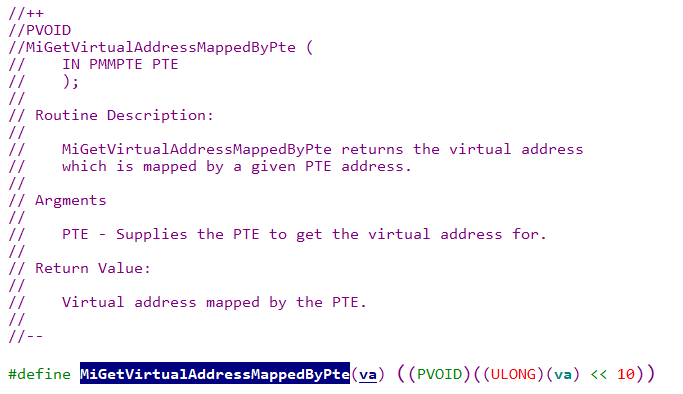 //++
//PVOID
//MiGetVirtualAddressMappedByPte (
//    IN PMMPTE PTE
//    );
//
// Routine Description:
//
//    MiGetVirtualAddressMappedByPte returns the virtual address
//    which is mapped by a given PTE address.
//
// Argments
//
//    PTE - Supplies the PTE to get the virtual address for.
//
// Return Value:
//
//    Virtual address mapped by the PTE.
//
//--
#define MiGetVirtualAddressMappedByPte(va) ((PVOID)((ULONG)(va) << 10))